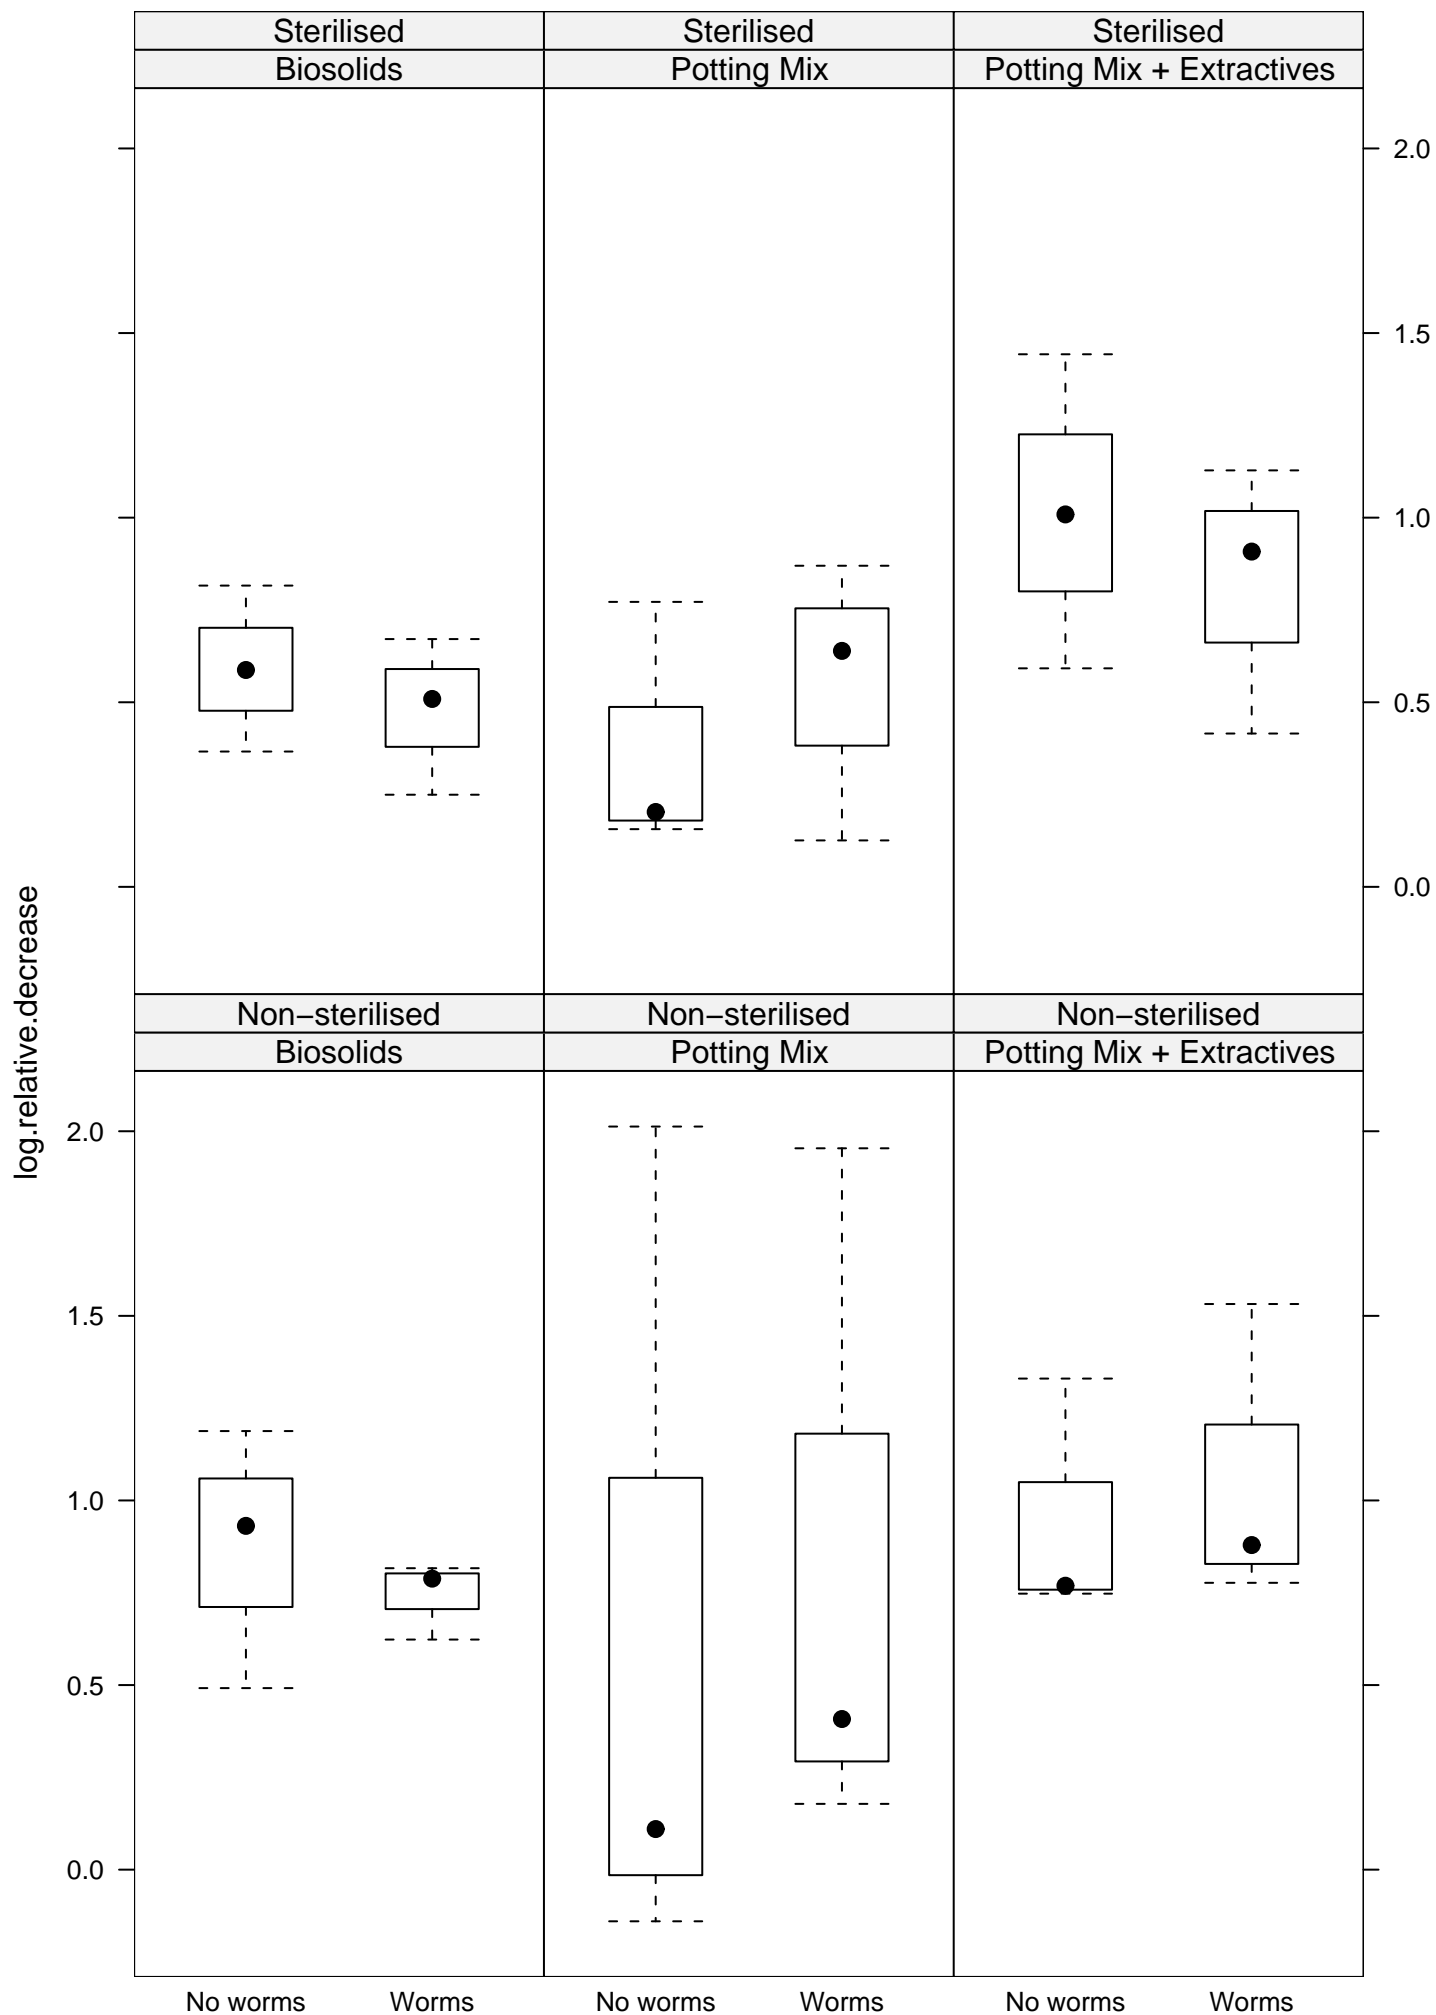 Sterilised Sterilised Sterilised
Biosolids Potting Mix Potting Mix + Extractives
2.0
1.5
1.0
0.5
0.0
log.relative.decrease
Non−sterilised Non−sterilised Non−sterilised
Biosolids Potting Mix Potting Mix + Extractives
2.0
1.5
1.0
0.5
0.0
No worms Worms No worms Worms No worms Worms